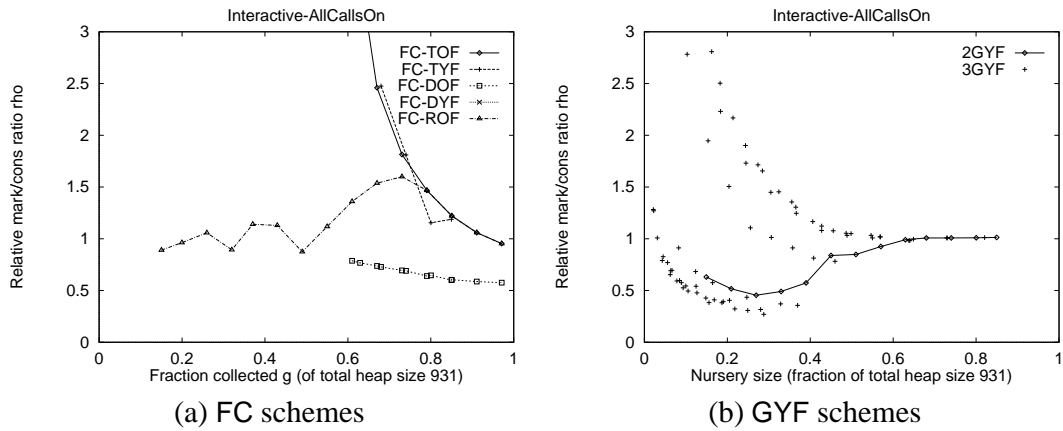 Interactive-AllCallsOn
Relative mark/cons ratio rho
3
2.5
2
1.5
1
0.5
0
FC-TOF
FC-TYF
FC-DOF
FC-DYF
FC-ROF
0 0.2 0.4 0.6 0.8 1
Fraction collected g (of total heap size 931)
(a) FC schemes
Interactive-AllCallsOn
Relative mark/cons ratio rho
3
2.5
2
1.5
1
0.5
0
2GYF
3GYF
0 0.2 0.4 0.6 0.8 1
Nursery size (fraction of total heap size 931)
(b) GYF schemes